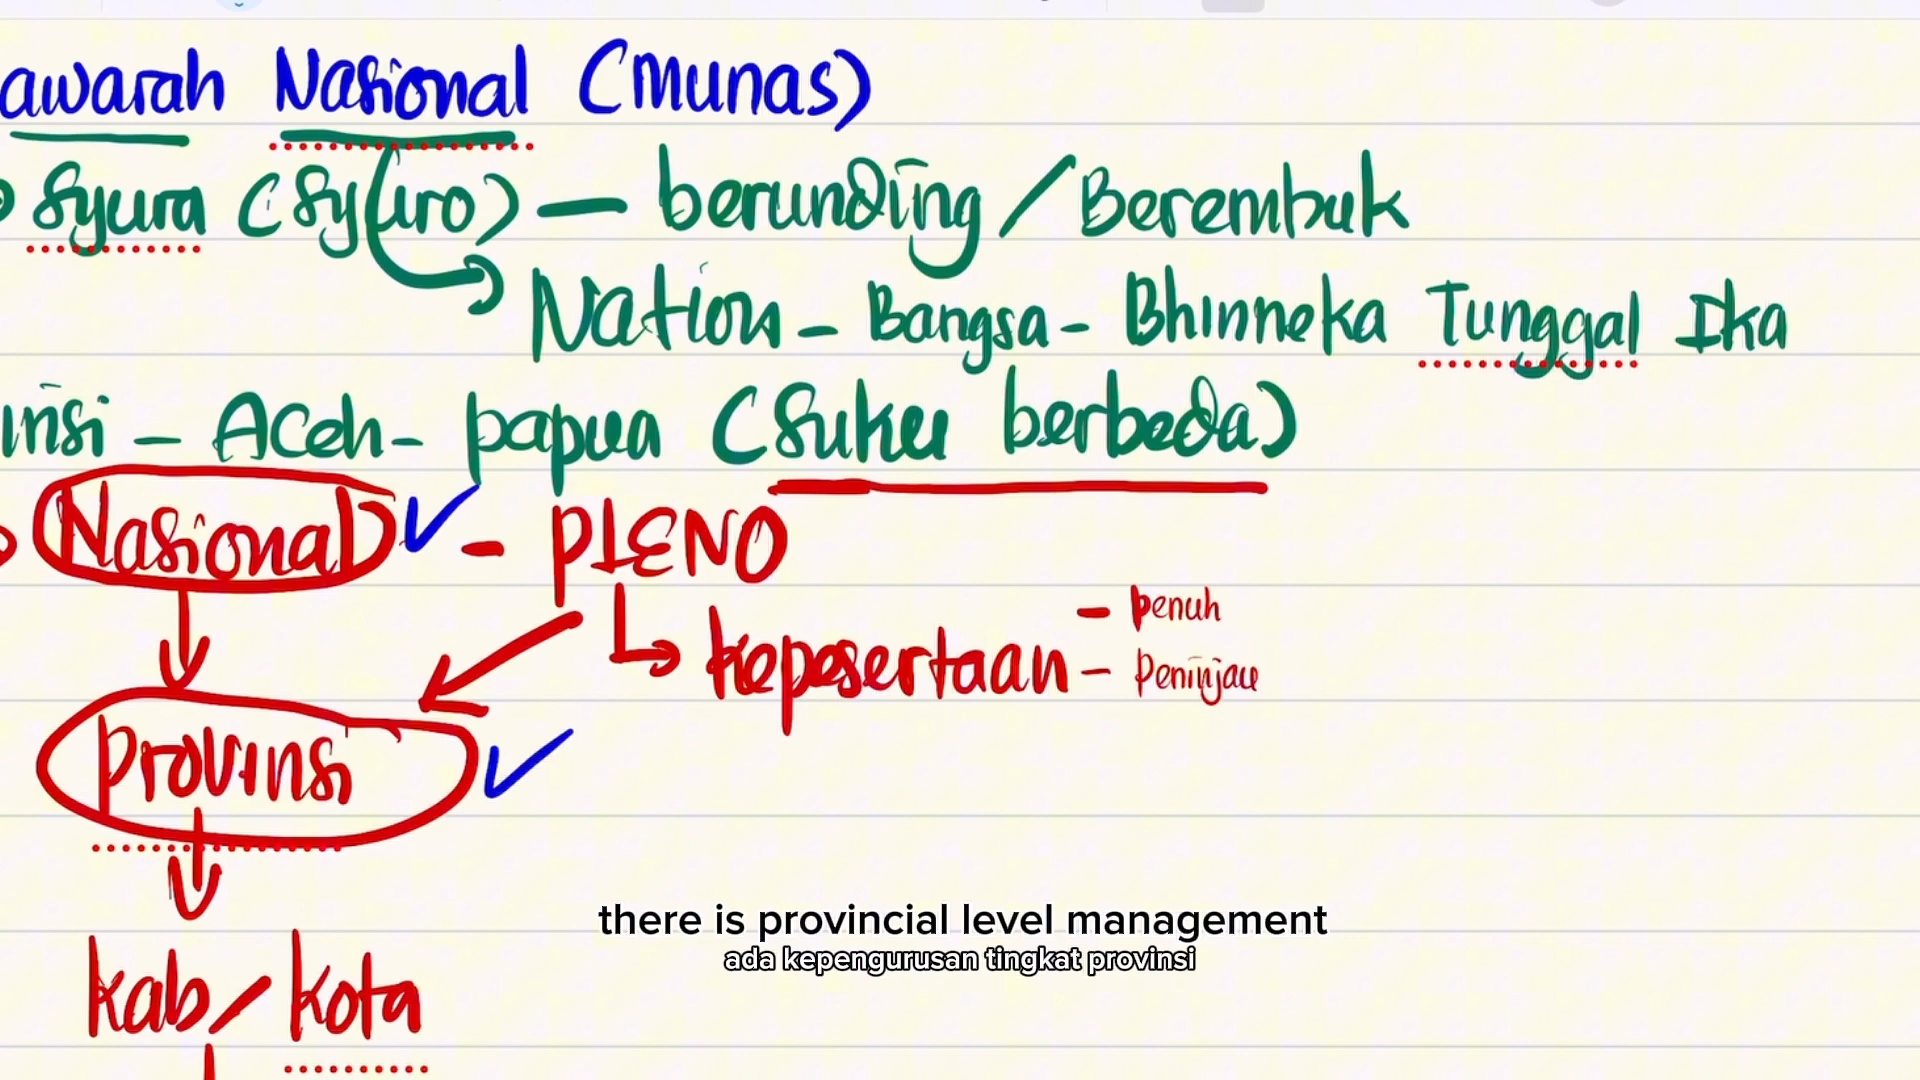 awarah Nasional (Munas)
Syura (Syuro) — berunding / Berembuk
Nation - Bangsa - Bhinneka Tunggal Ika
insi - Aceh - papua (Suku berbeda)
Nasional - PLENO
- penuh
kepesertaan - Peninjau
provinsi
there is provincial level management
ada kepengurusan tingkat provinsi
kab/kota